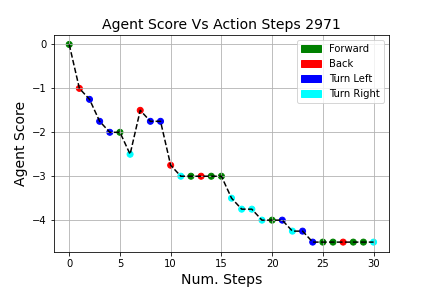 Agent Score Vs Action Steps 2971
Agent Score
0
−1
−2
−3
−4
Forward
Back
Turn Left
Turn Right
0 5 10 15 20 25 30
Num. Steps